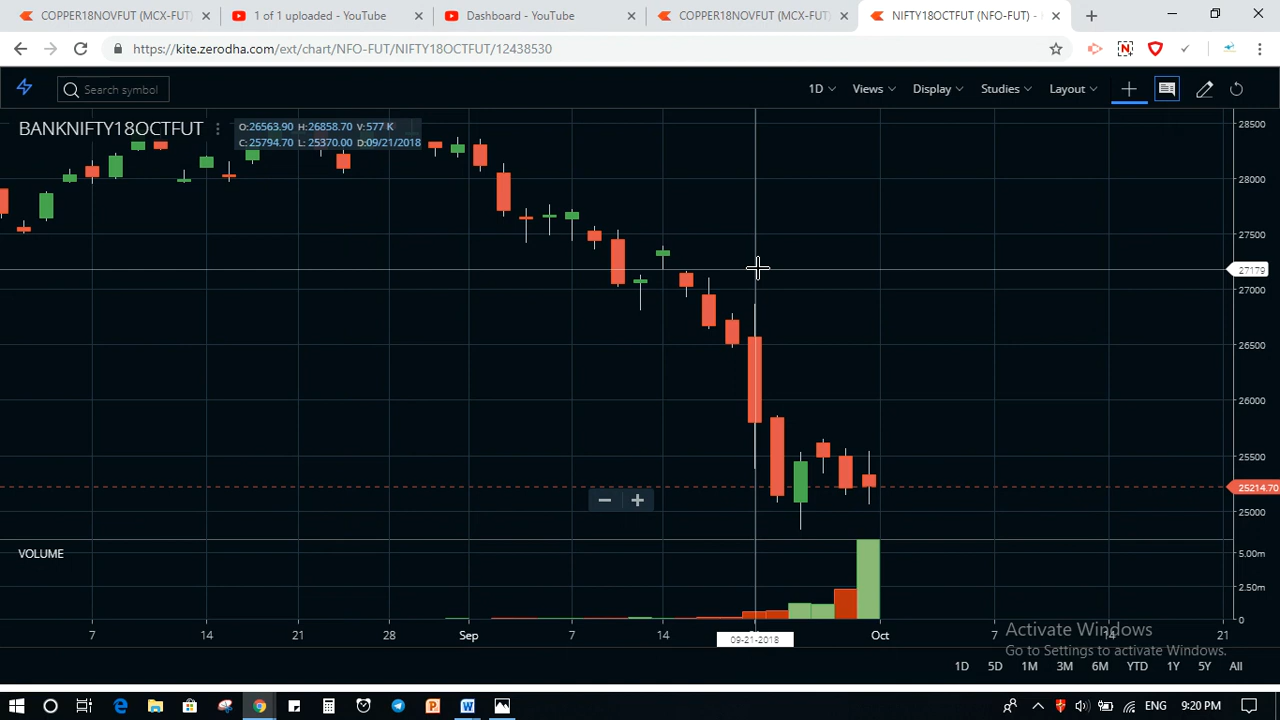 COPPER18NOVFUT (MCX-FUT)
1 of 1 uploaded - YouTube
Dashboard - YouTube
COPPER18NOVFUT (MCX-FUT)
NIFTY18OCTFUT (NFO-FUT) -
https://kite.zerodha.com/ext/chart/NFO-FUT/NIFTY18OCTFUT/12438530
Search symbol
1D Views Display Studies Layout
BANKNIFTY18OCTFUT
O:26563.90 H:26858.70 V:577 K
C:25794.70 L: 25370.00 D:09/21/2018
28500
28000
27500
27179
27000
26500
26000
25500
25214.70
25000
VOLUME
5.00m
2.50m
0
7 14 21 28 Sep 7 14 09-21-2018 Oct 7 14 21
Activate Windows
Go to Settings to activate Windows.
1D 5D 1M 3M 6M YTD 1Y 5Y All
ENG 9:20 PM